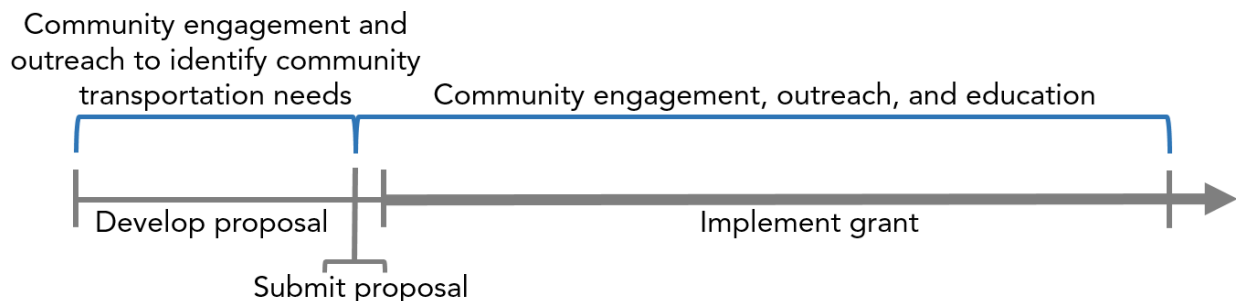 Community engagement and
outreach to identify community
transportation needs
Community engagement, outreach, and education
Develop proposal
Implement grant
Submit proposal